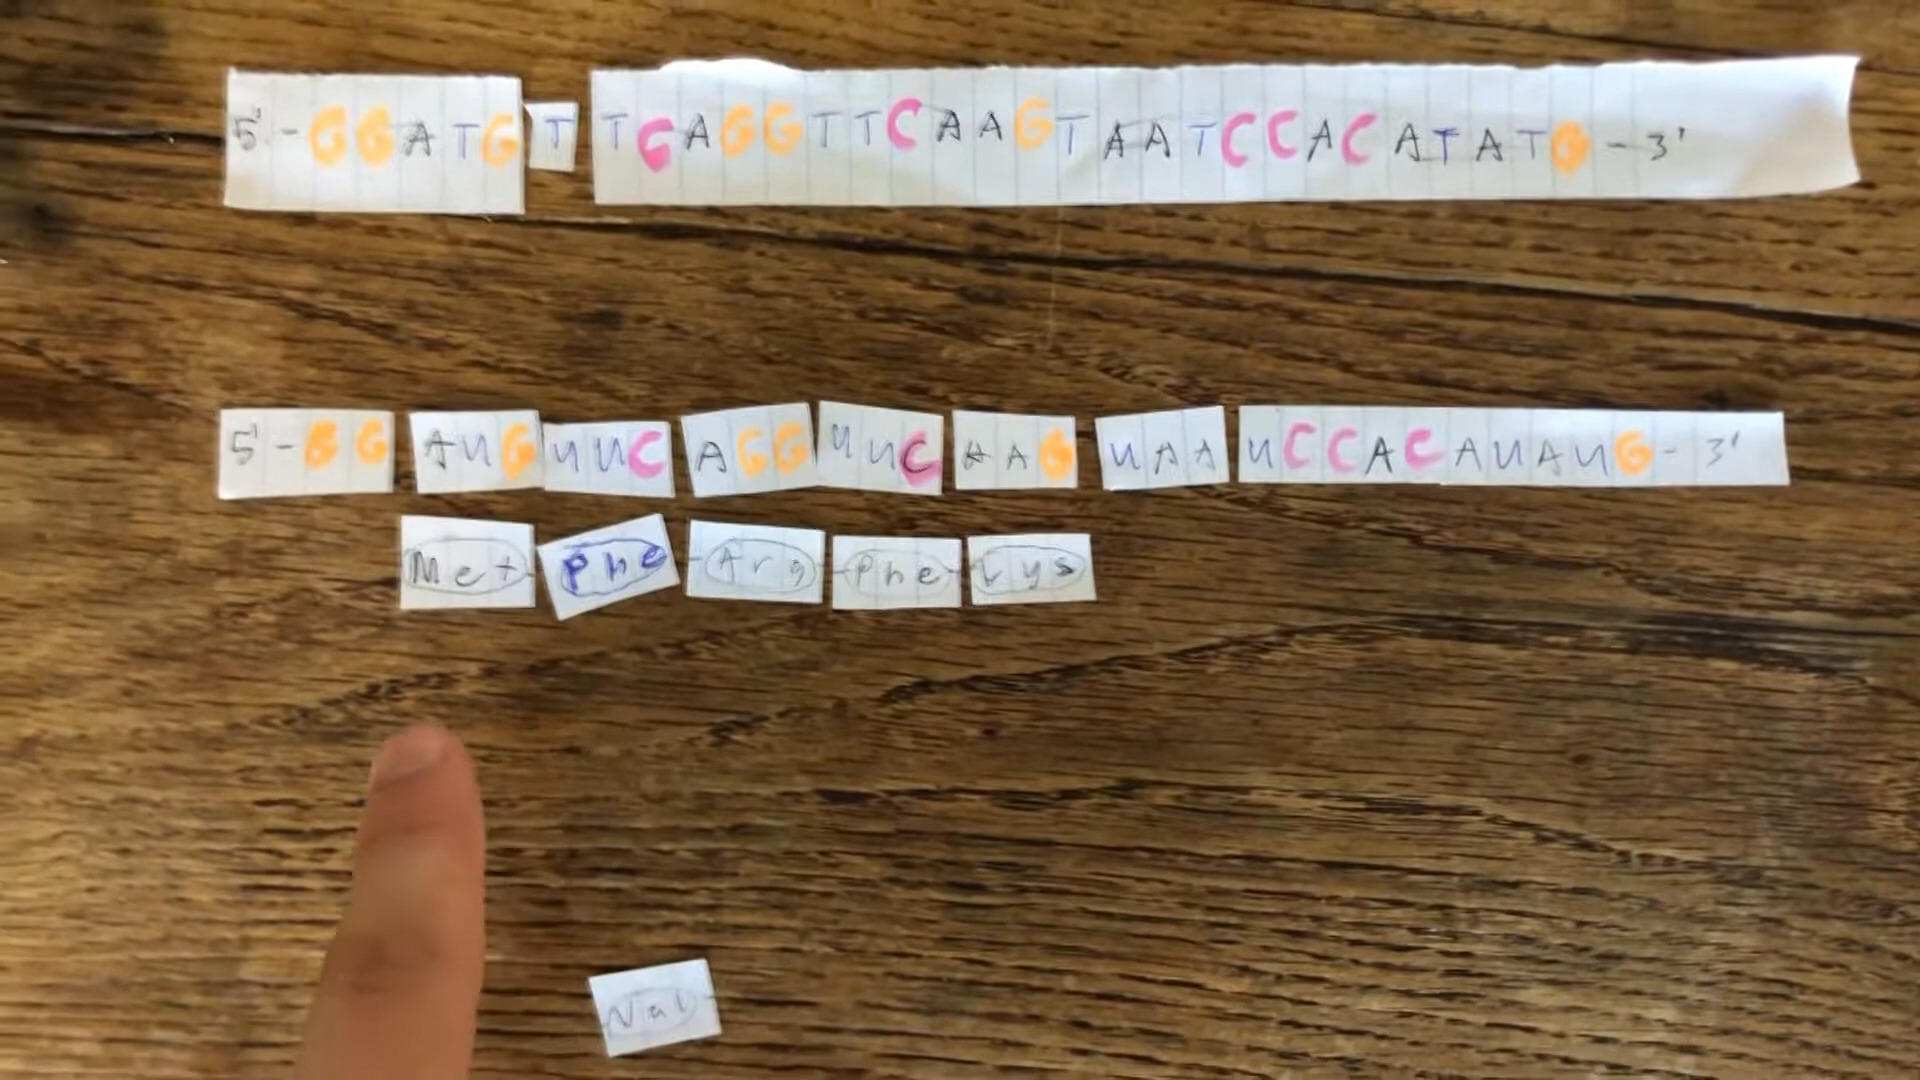 5'-GGATG T TCAGGTTCAAGTAATCCACATATG-3'
5'-GG AUG UUC AGG UUC AAG UAA UCCACAUAUG-3'
Met Phe Arg Phe Lys
Val